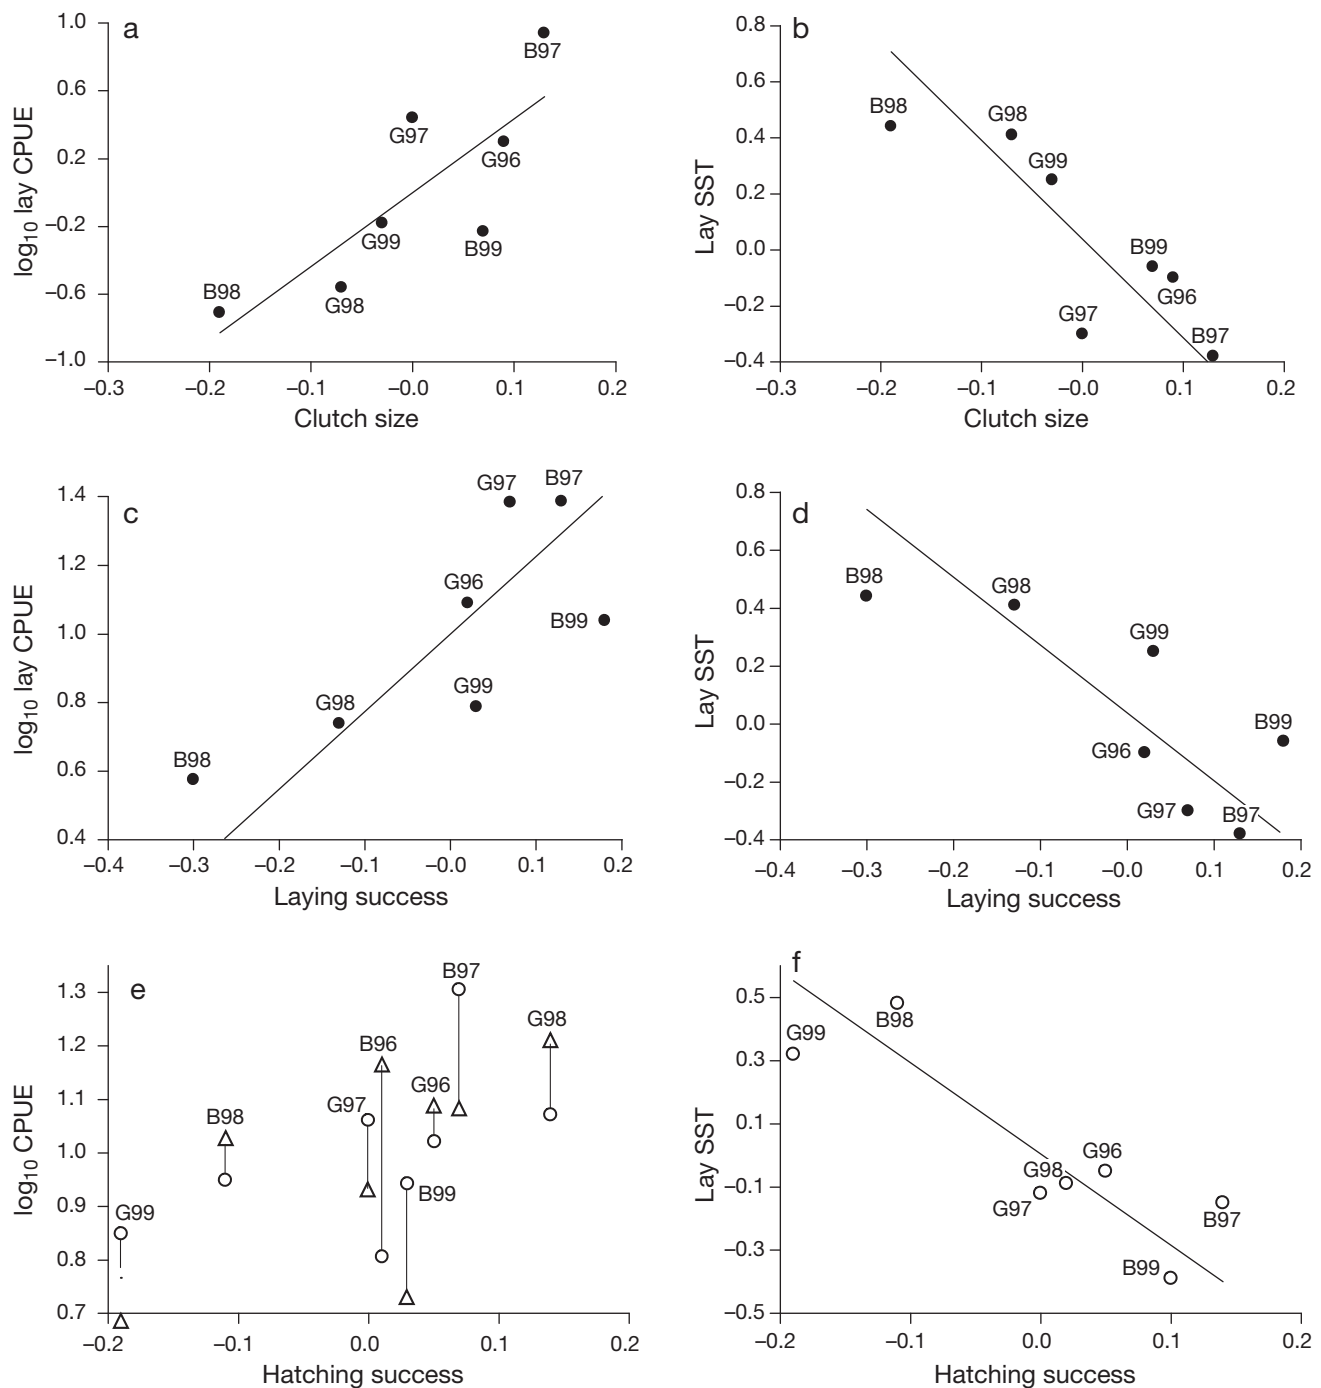 a
1.0
0.6
0.2
−0.2
−0.6
−1.0
log10 lay CPUE
B97
G97
G96
G99
B99
B98
G98
−0.3
−0.2
−0.1
−0.0
0.1
0.2
Clutch size
b
0.8
0.6
0.4
0.2
0.0
−0.2
−0.4
Lay SST
B98
G98
G99
B99
G96
G97
B97
−0.3
−0.2
−0.1
−0.0
0.1
0.2
Clutch size
c
1.4
1.2
1.0
0.8
0.6
0.4
log10 lay CPUE
G97
B97
G96
B99
G99
G98
B98
−0.4
−0.3
−0.2
−0.1
−0.0
0.1
0.2
Laying success
d
0.8
0.6
0.4
0.2
0.0
−0.2
−0.4
Lay SST
B98
G98
G99
B99
G96
G97
B97
−0.4
−0.3
−0.2
−0.1
−0.0
0.1
0.2
Laying success
e
1.3
1.2
1.1
1.0
0.9
0.8
0.7
log10 CPUE
B97
G98
B96
G96
G97
B98
B99
G99
−0.2
−0.1
0.0
0.1
0.2
Hatching success
f
0.5
0.3
0.1
−0.1
−0.3
−0.5
Lay SST
G99
B98
G96
G98
G97
B97
B99
−0.2
−0.1
0.0
0.1
0.2
Hatching success